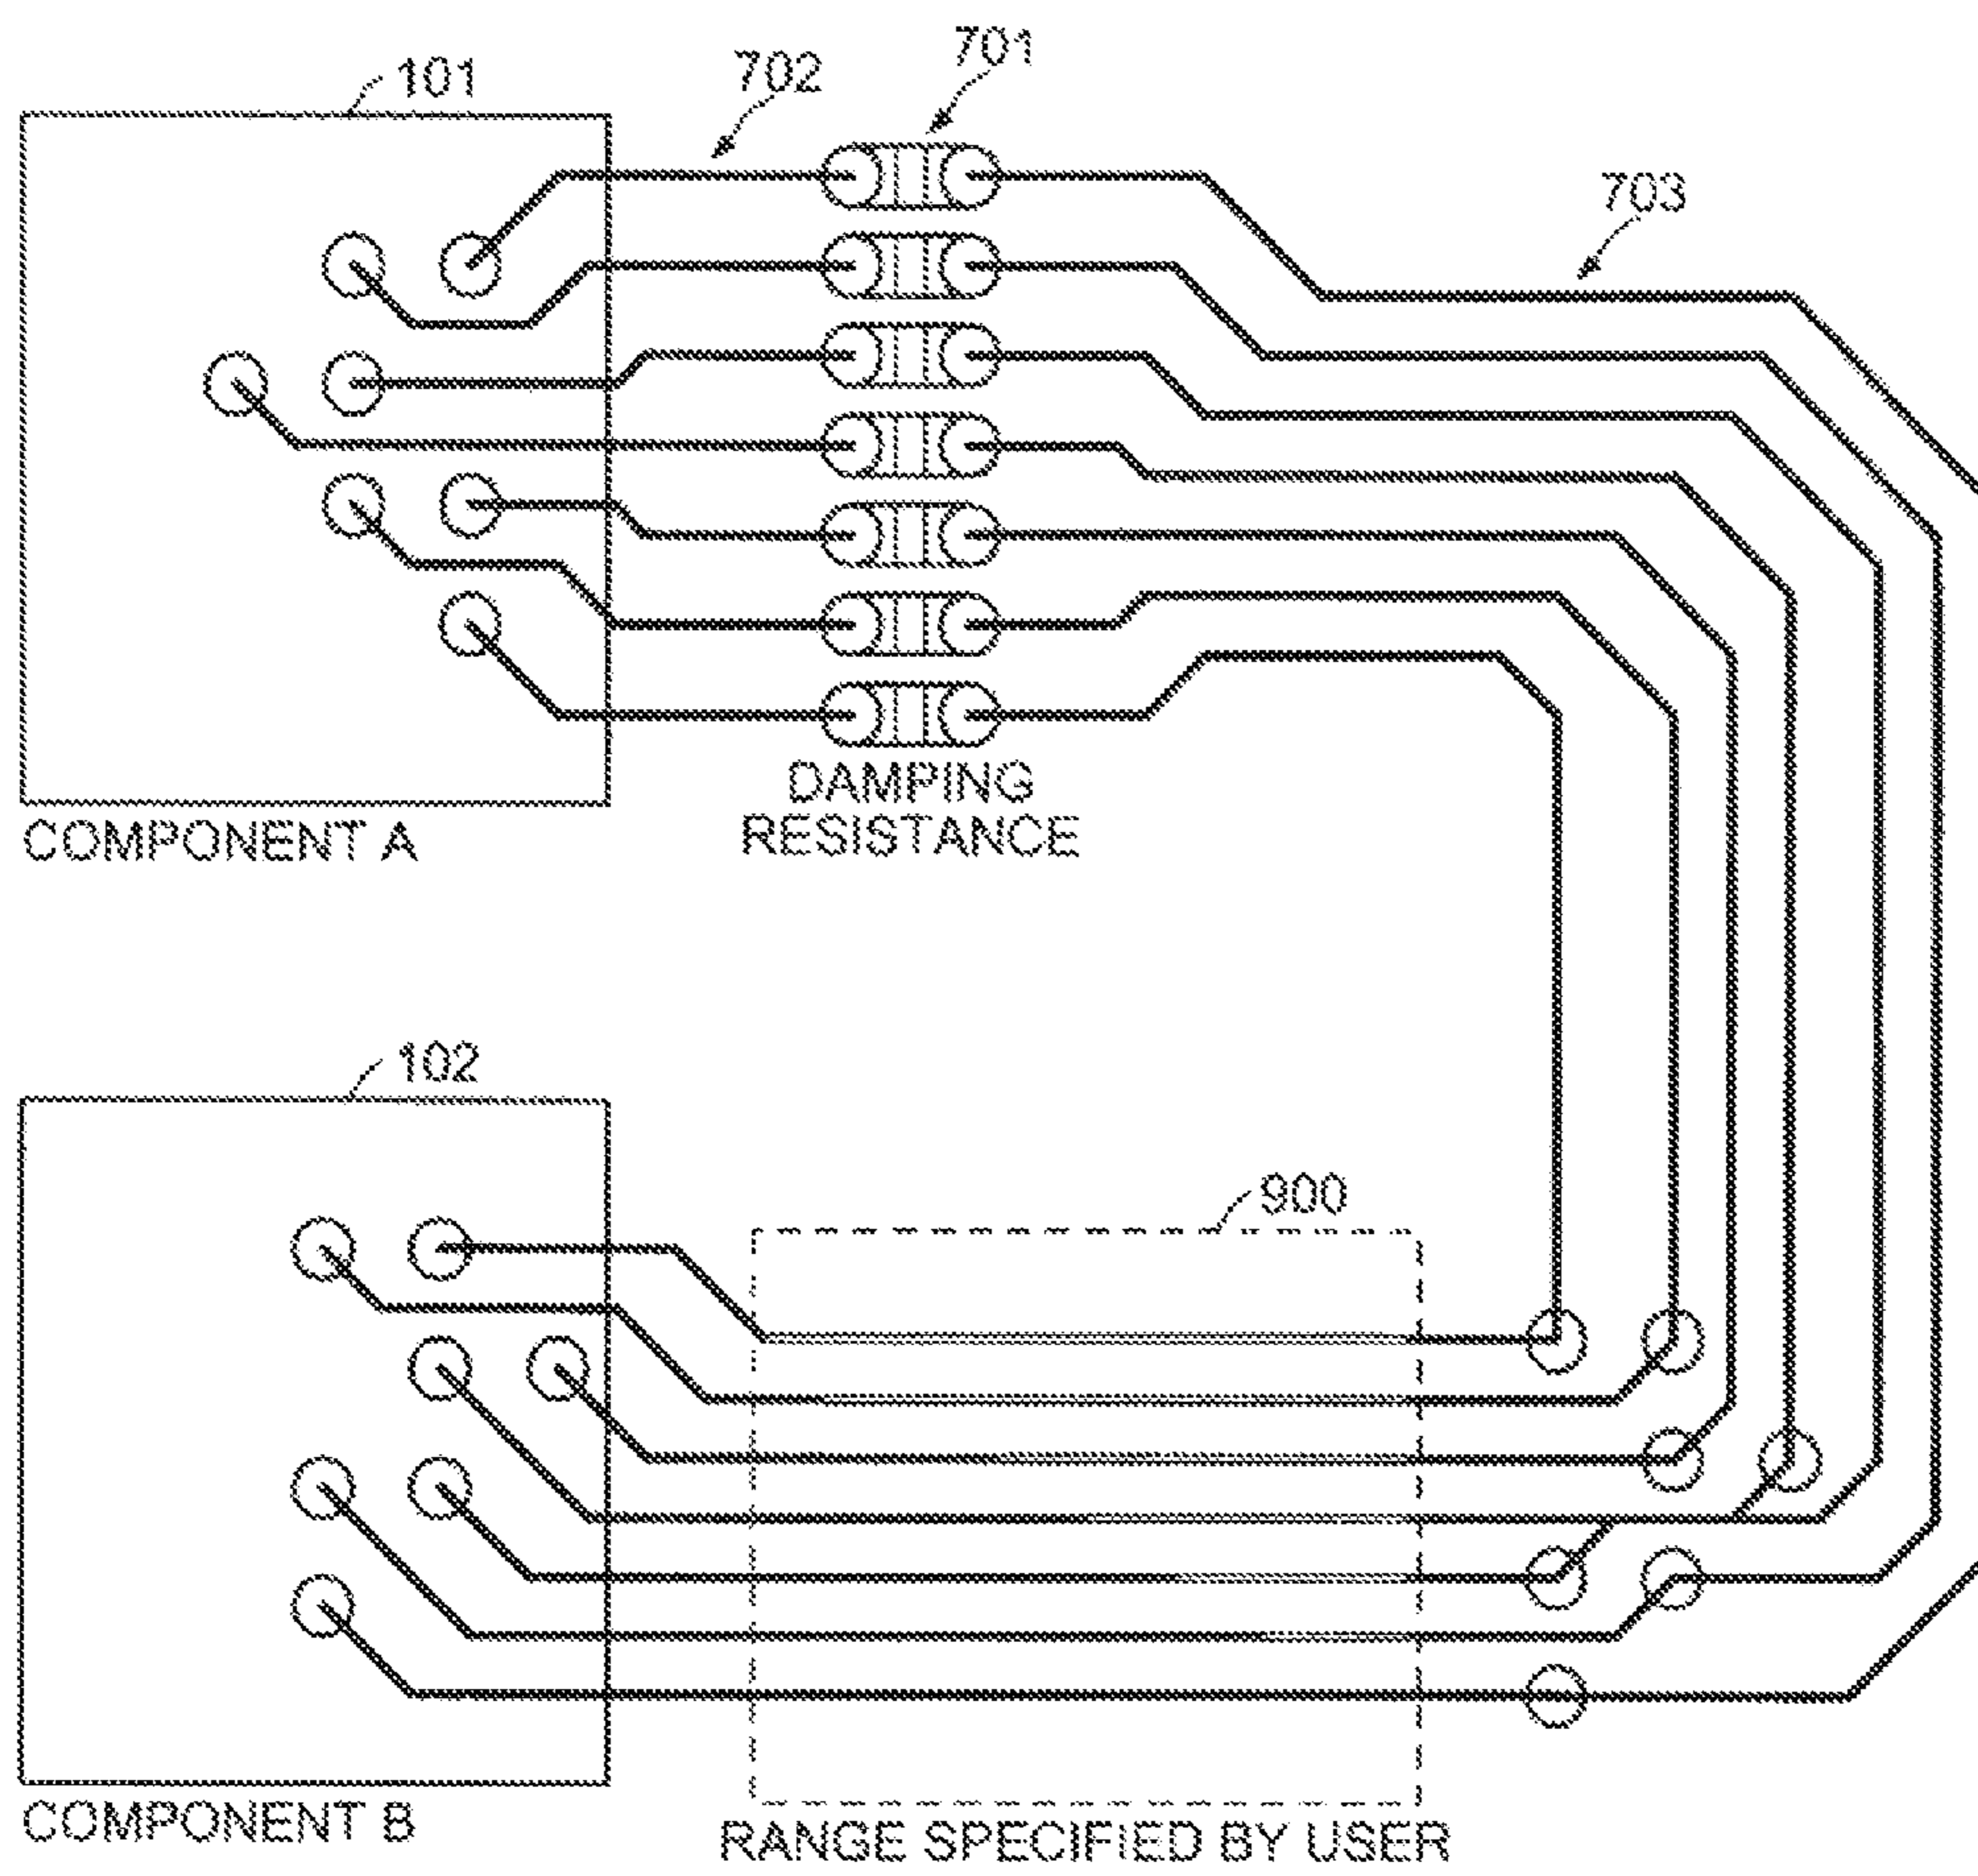 701
702
101
703
DAMPING
RESISTANCE
COMPONENT A
102
900
COMPONENT B
RANGE SPECIFIED BY USER